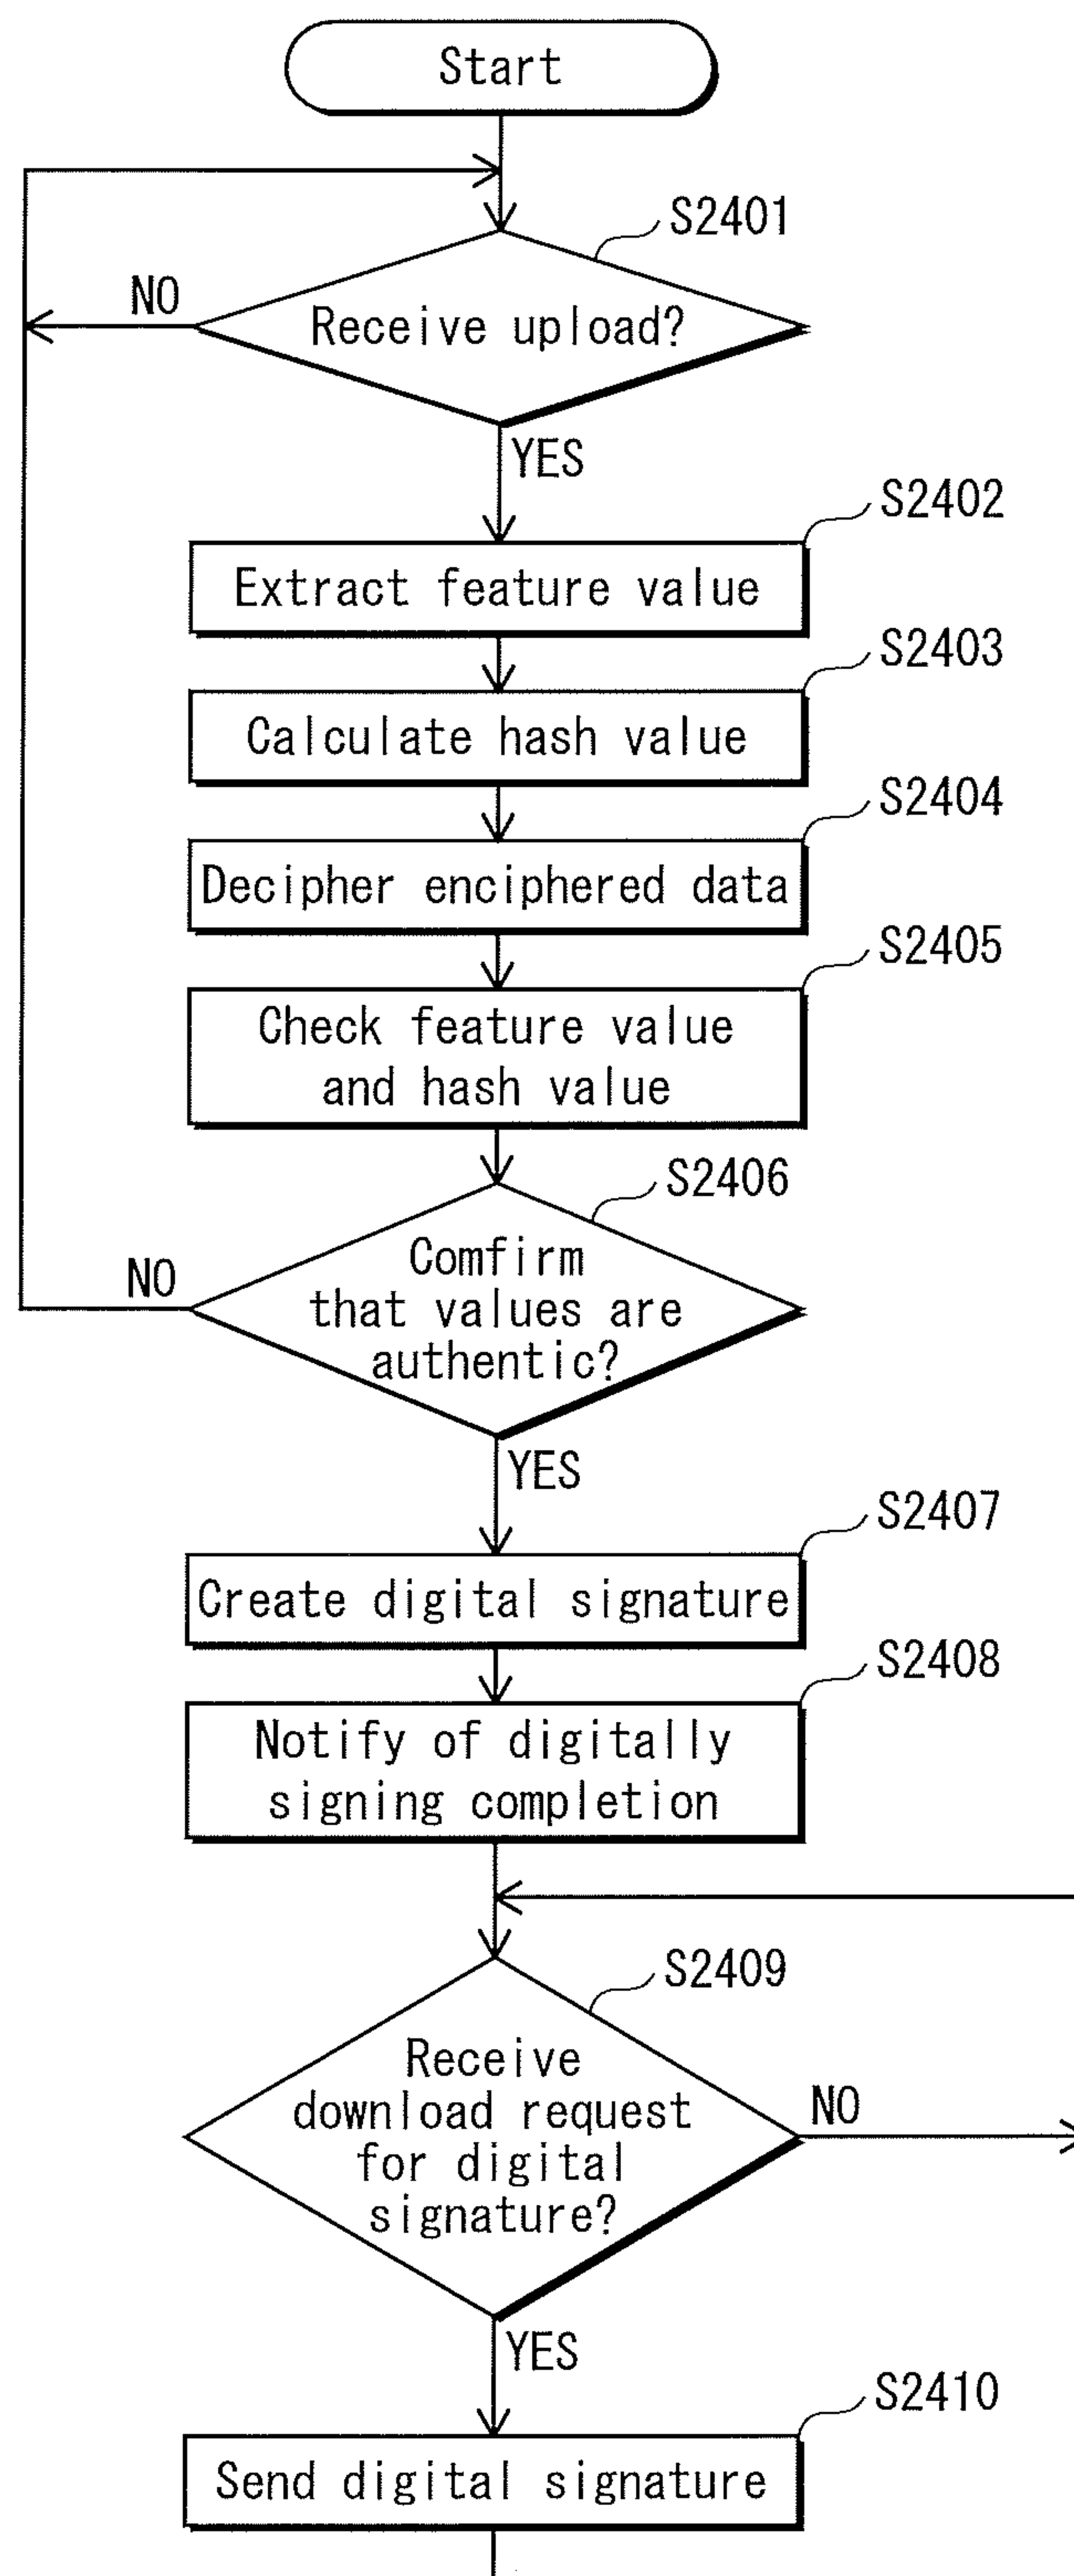 Start
S2401
NO
Receive upload?
YES
S2402
Extract feature value
S2403
Calculate hash value
S2404
Decipher enciphered data
S2405
Check feature value
and hash value
S2406
NO
Comfirm
that values are
authentic?
YES
S2407
Create digital signature
S2408
Notify of digitally
signing completion
S2409
Receive
download request
for digital
signature?
NO
YES
S2410
Send digital signature